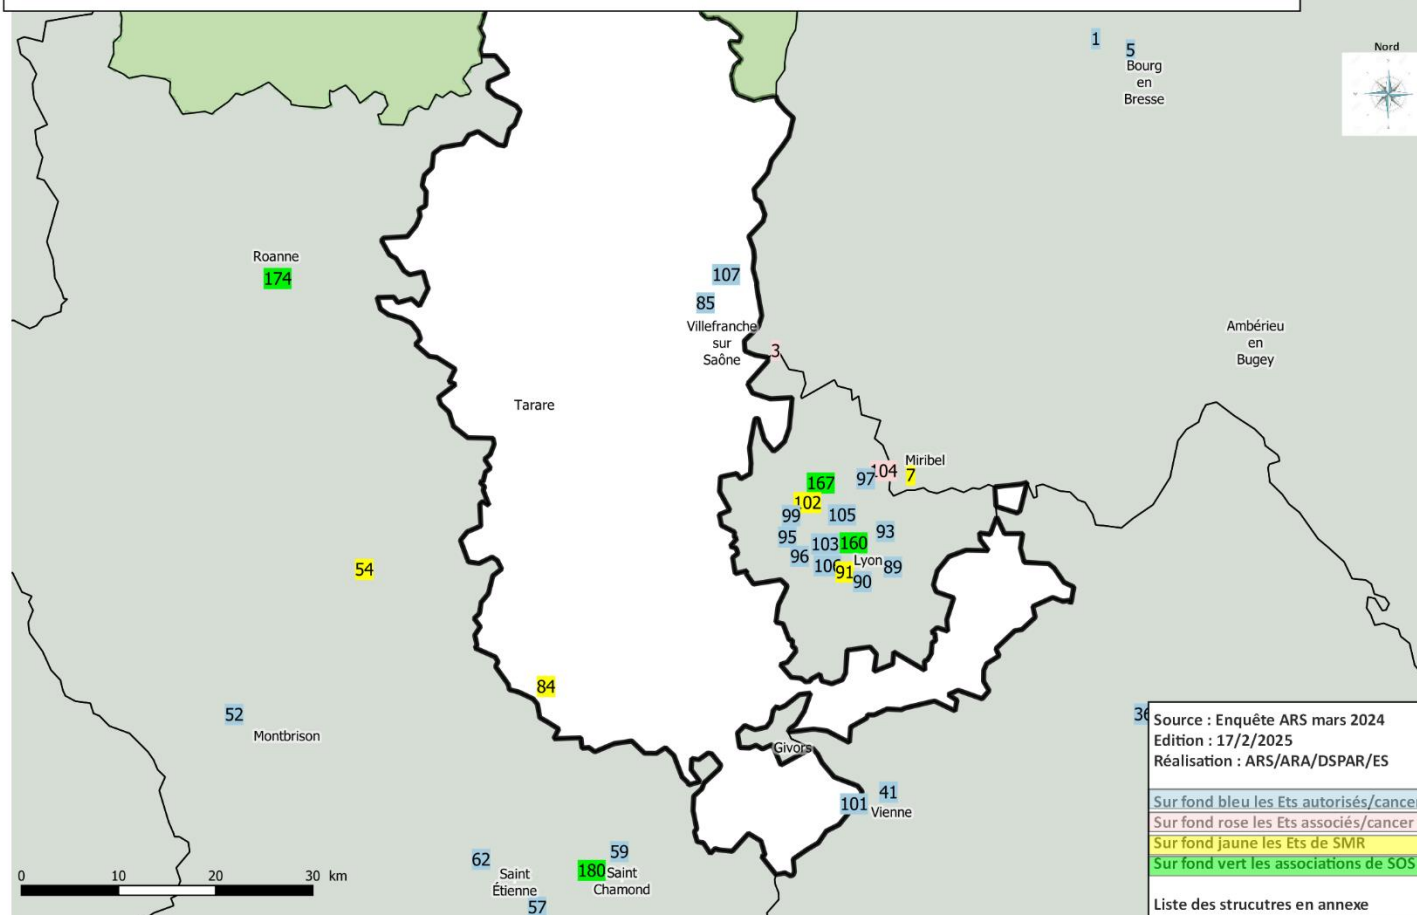 1
5
Bourg
en
Bresse
Nord
Roanne
174
107
85
Villefranche
sur
Saône
3
Ambérieu
en
Bugey
Tarare
Miribel
104
97
7
167
102
99
105
93
95
103
160
96
Lyon
106
91
89
90
54
84
52
Montbrison
36
Givors
41
101
Vienne
59
62
180
Saint
Chamond
Saint
Étienne
57
0 10 20 30 km
Source : Enquête ARS mars 2024
Edition : 17/2/2025
Réalisation : ARS/ARA/DSPAR/ES
Sur fond bleu les Ets autorisés/cancer
Sur fond rose les Ets associés/cancer
Sur fond jaune les Ets de SMR
Sur fond vert les associations de SOS
Liste des strucutres en annexe